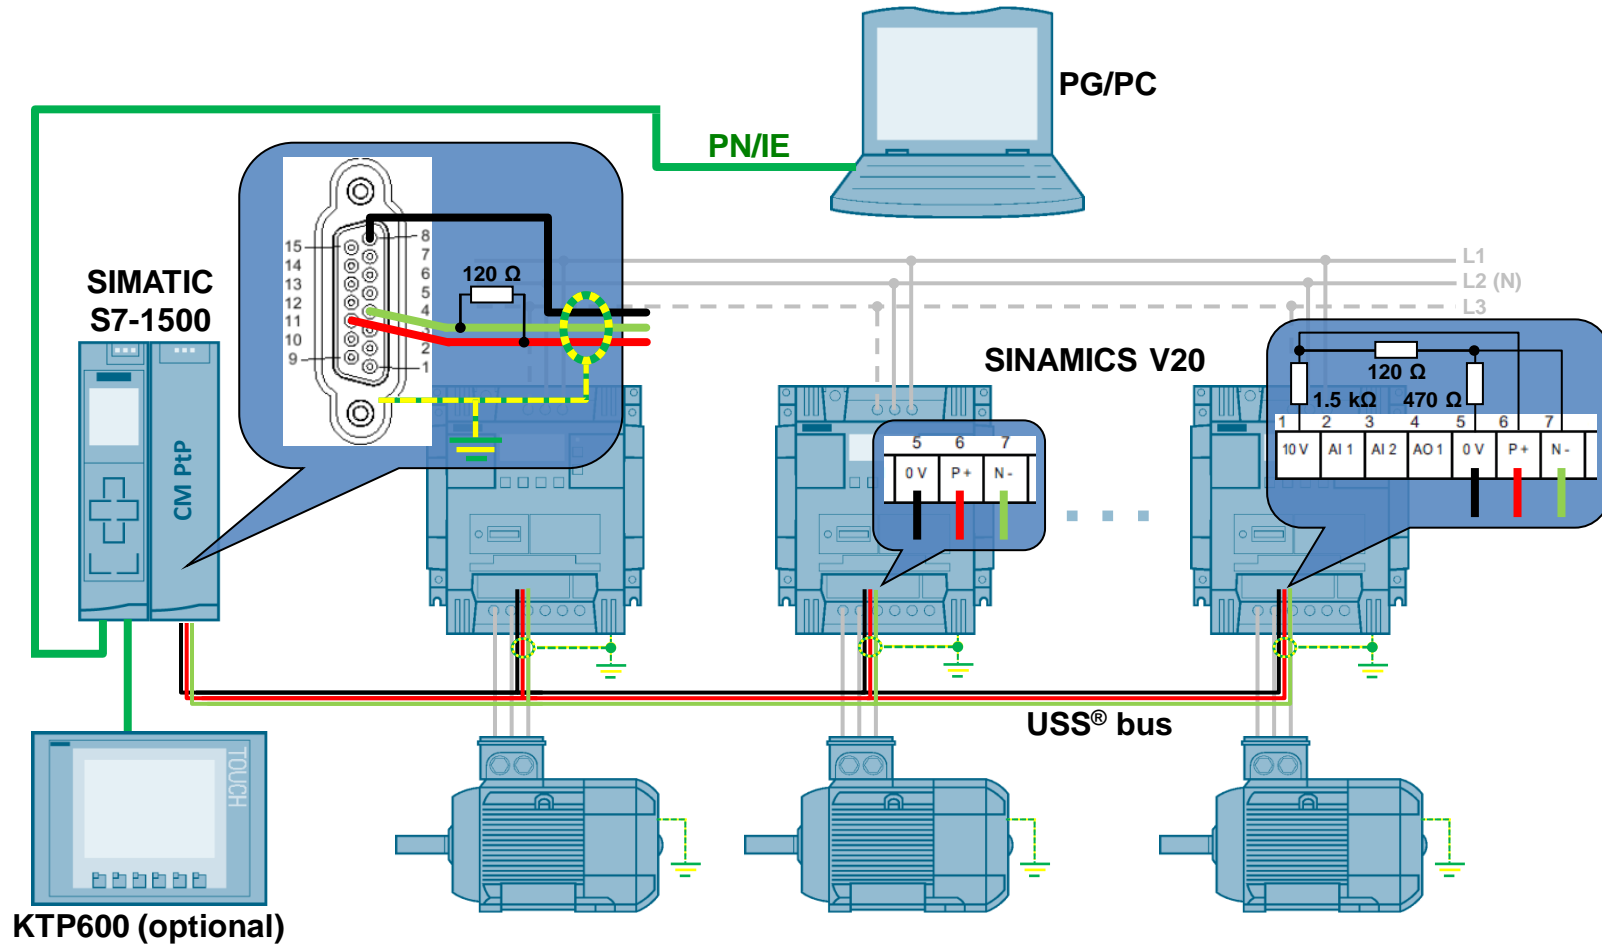 PG/PC
PN/IE
SIMATIC
S7-1500
15
14
13
12
11
10
9
8
7
6
5
4
3
2
1
120 Ω
L1
L2 (N)
L3
SINAMICS V20
120 Ω
1.5 kΩ
470 Ω
1 2 3 4 5 6 7
10 V AI 1 AI 2 AO 1 0 V P + N -
5 6 7
0 V P + N -
CM PtP
USS® bus
TOUCH
KTP600 (optional)